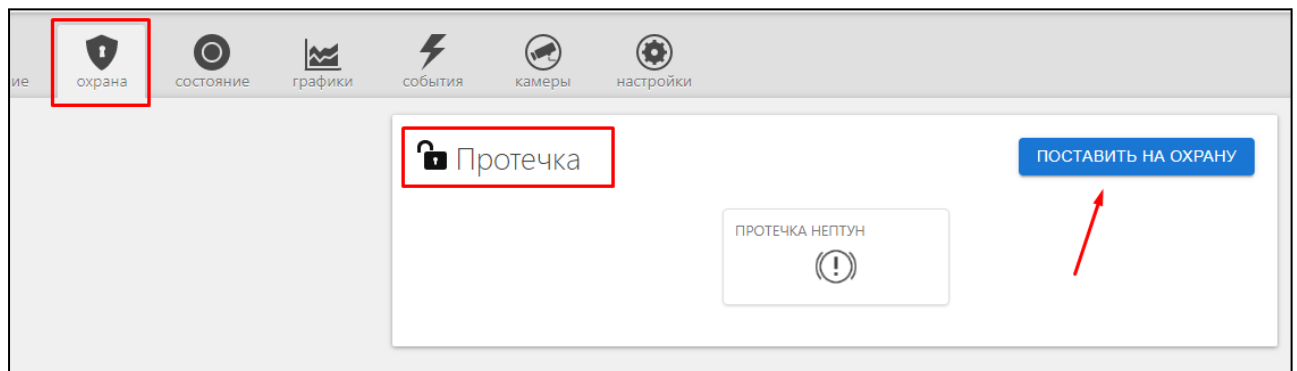 ие
охрана
состояние
графики
события
камеры
настройки
Протечка
ПОСТАВИТЬ НА ОХРАНУ
ПРОТЕЧКА НЕПТУН